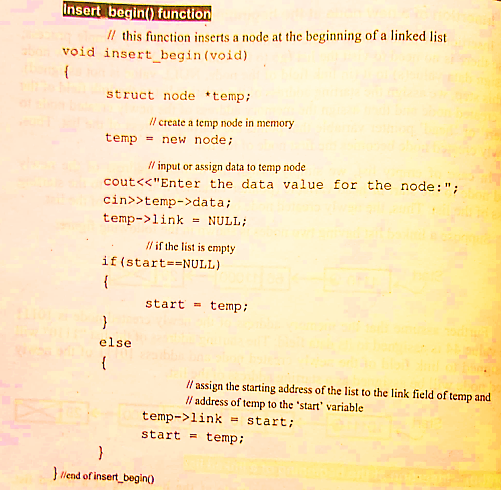 Insert_begin() function
// this function inserts a node at the beginning of a linked list
void insert_begin(void)
{
struct node *temp;
// create a temp node in memory
temp = new node;
// input or assign data to temp node
cout<<"Enter the data value for the node:";
cin>>temp->data;
temp->link = NULL;
// if the list is empty
if(start==NULL)
{
start = temp;
}
else
{
// assign the starting address of the list to the link field of temp and
// address of temp to the 'start' variable
temp->link = start;
start = temp;
}
} //end of insert_begin()